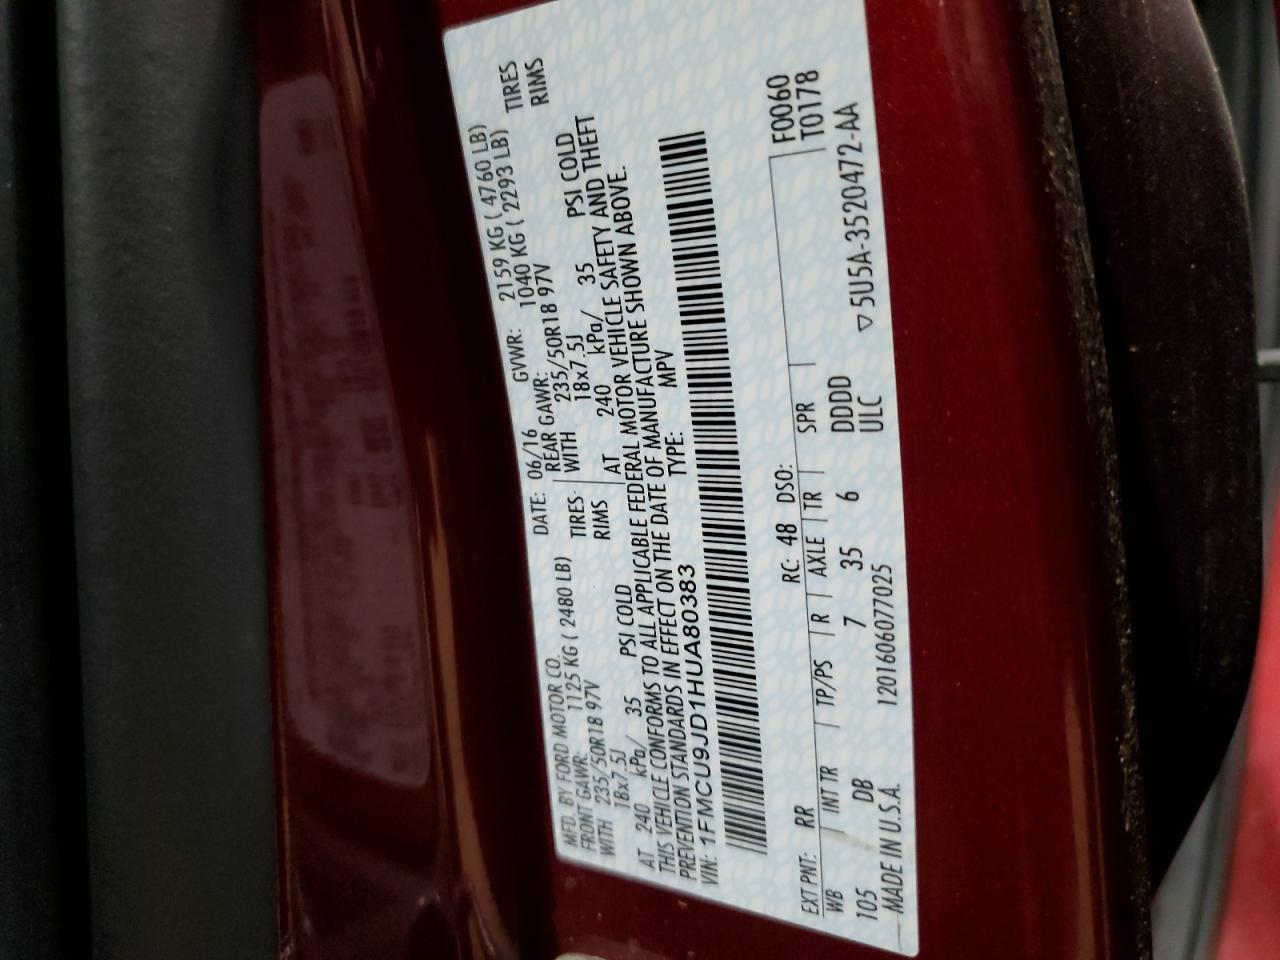 MFD. BY FORD MOTOR CO.
DATE: 06/16 GVWR: 2159 KG ( 4760 LB)
FRONT GAWR: 1125 KG ( 2480 LB)
REAR GAWR: 1040 KG ( 2293 LB)
WITH 235/50R18 97V TIRES
WITH 235/50R18 97V TIRES
18x7.5J RIMS
18x7.5J RIMS
AT 240 kPa/ 35 PSI COLD
AT 240 kPa/ 35 PSI COLD
THIS VEHICLE CONFORMS TO ALL APPLICABLE FEDERAL MOTOR VEHICLE SAFETY AND THEFT
PREVENTION STANDARDS IN EFFECT ON THE DATE OF MANUFACTURE SHOWN ABOVE.
VIN: 1FMCU9JD1HUA80383 TYPE: MPV
EXT PNT: RR RC: 48 DSO: F0060
WB INT TR TP/PS R AXLE TR SPR T0178
105 DB 7 35 6 DDDD
MADE IN U.S.A. 120160607​7025 ULC ▽5U5A-3520472-AA